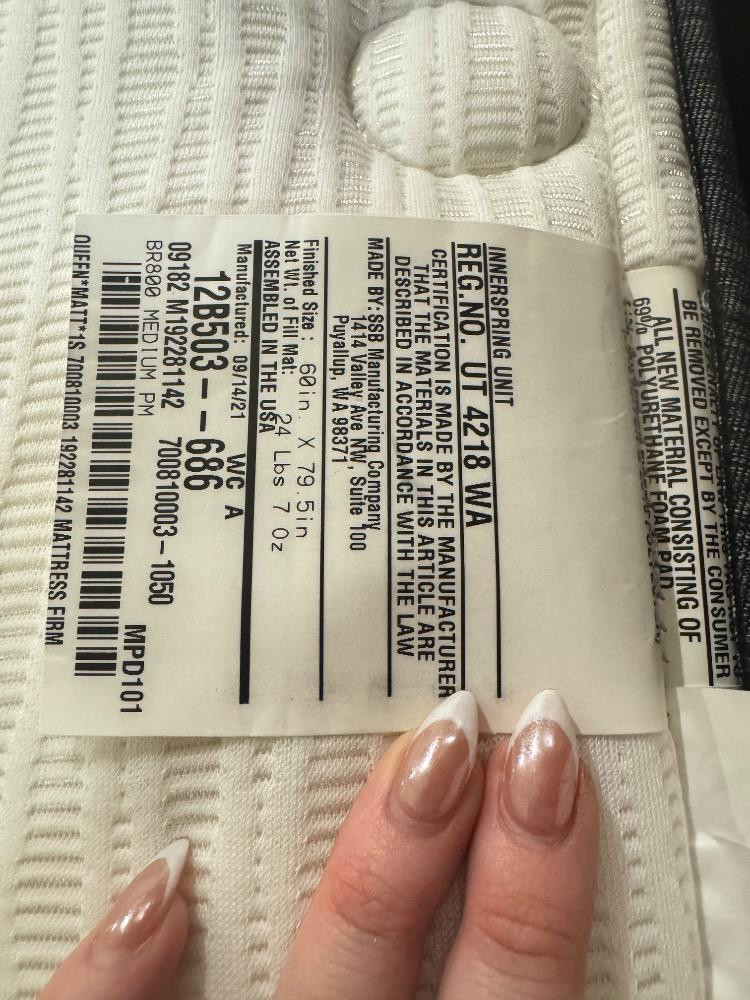 BE REMOVED EXCEPT BY THE CONSUMER
ALL NEW MATERIAL CONSISTING OF
69% POLYURETHANE FOAM PAD
INNERSPRING UNIT
REG.NO. UT 4218 WA
CERTIFICATION IS MADE BY THE MANUFACTURER
THAT THE MATERIALS IN THIS ARTICLE ARE
DESCRIBED IN ACCORDANCE WITH THE LAW
MADE BY: SSB Manufacturing Company
1414 Valley Ave NW, Suite 100
Puyallup, WA 98371
Finished Size : 60in. X 79.5in
Net Wt. of Fill Mat: 24 Lbs 7 Oz
ASSEMBLED IN THE USA
Manufactured: 09/14/21 WC A
12B503--686
09182 M192281142 700810003-1050
BR800 MEDIUM PM MPD101
QUEEN*MATT*1S 700810003 192281142 MATTRESS FIRM